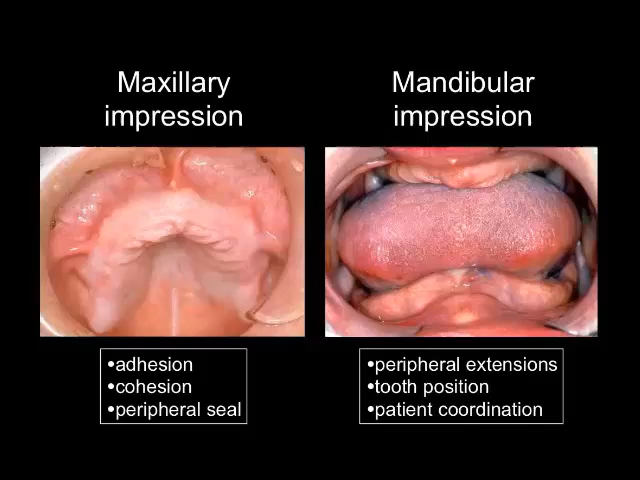 Maxillary
impression
Mandibular
impression
•adhesion
•cohesion
•peripheral seal
•peripheral extensions
•tooth position
•patient coordination